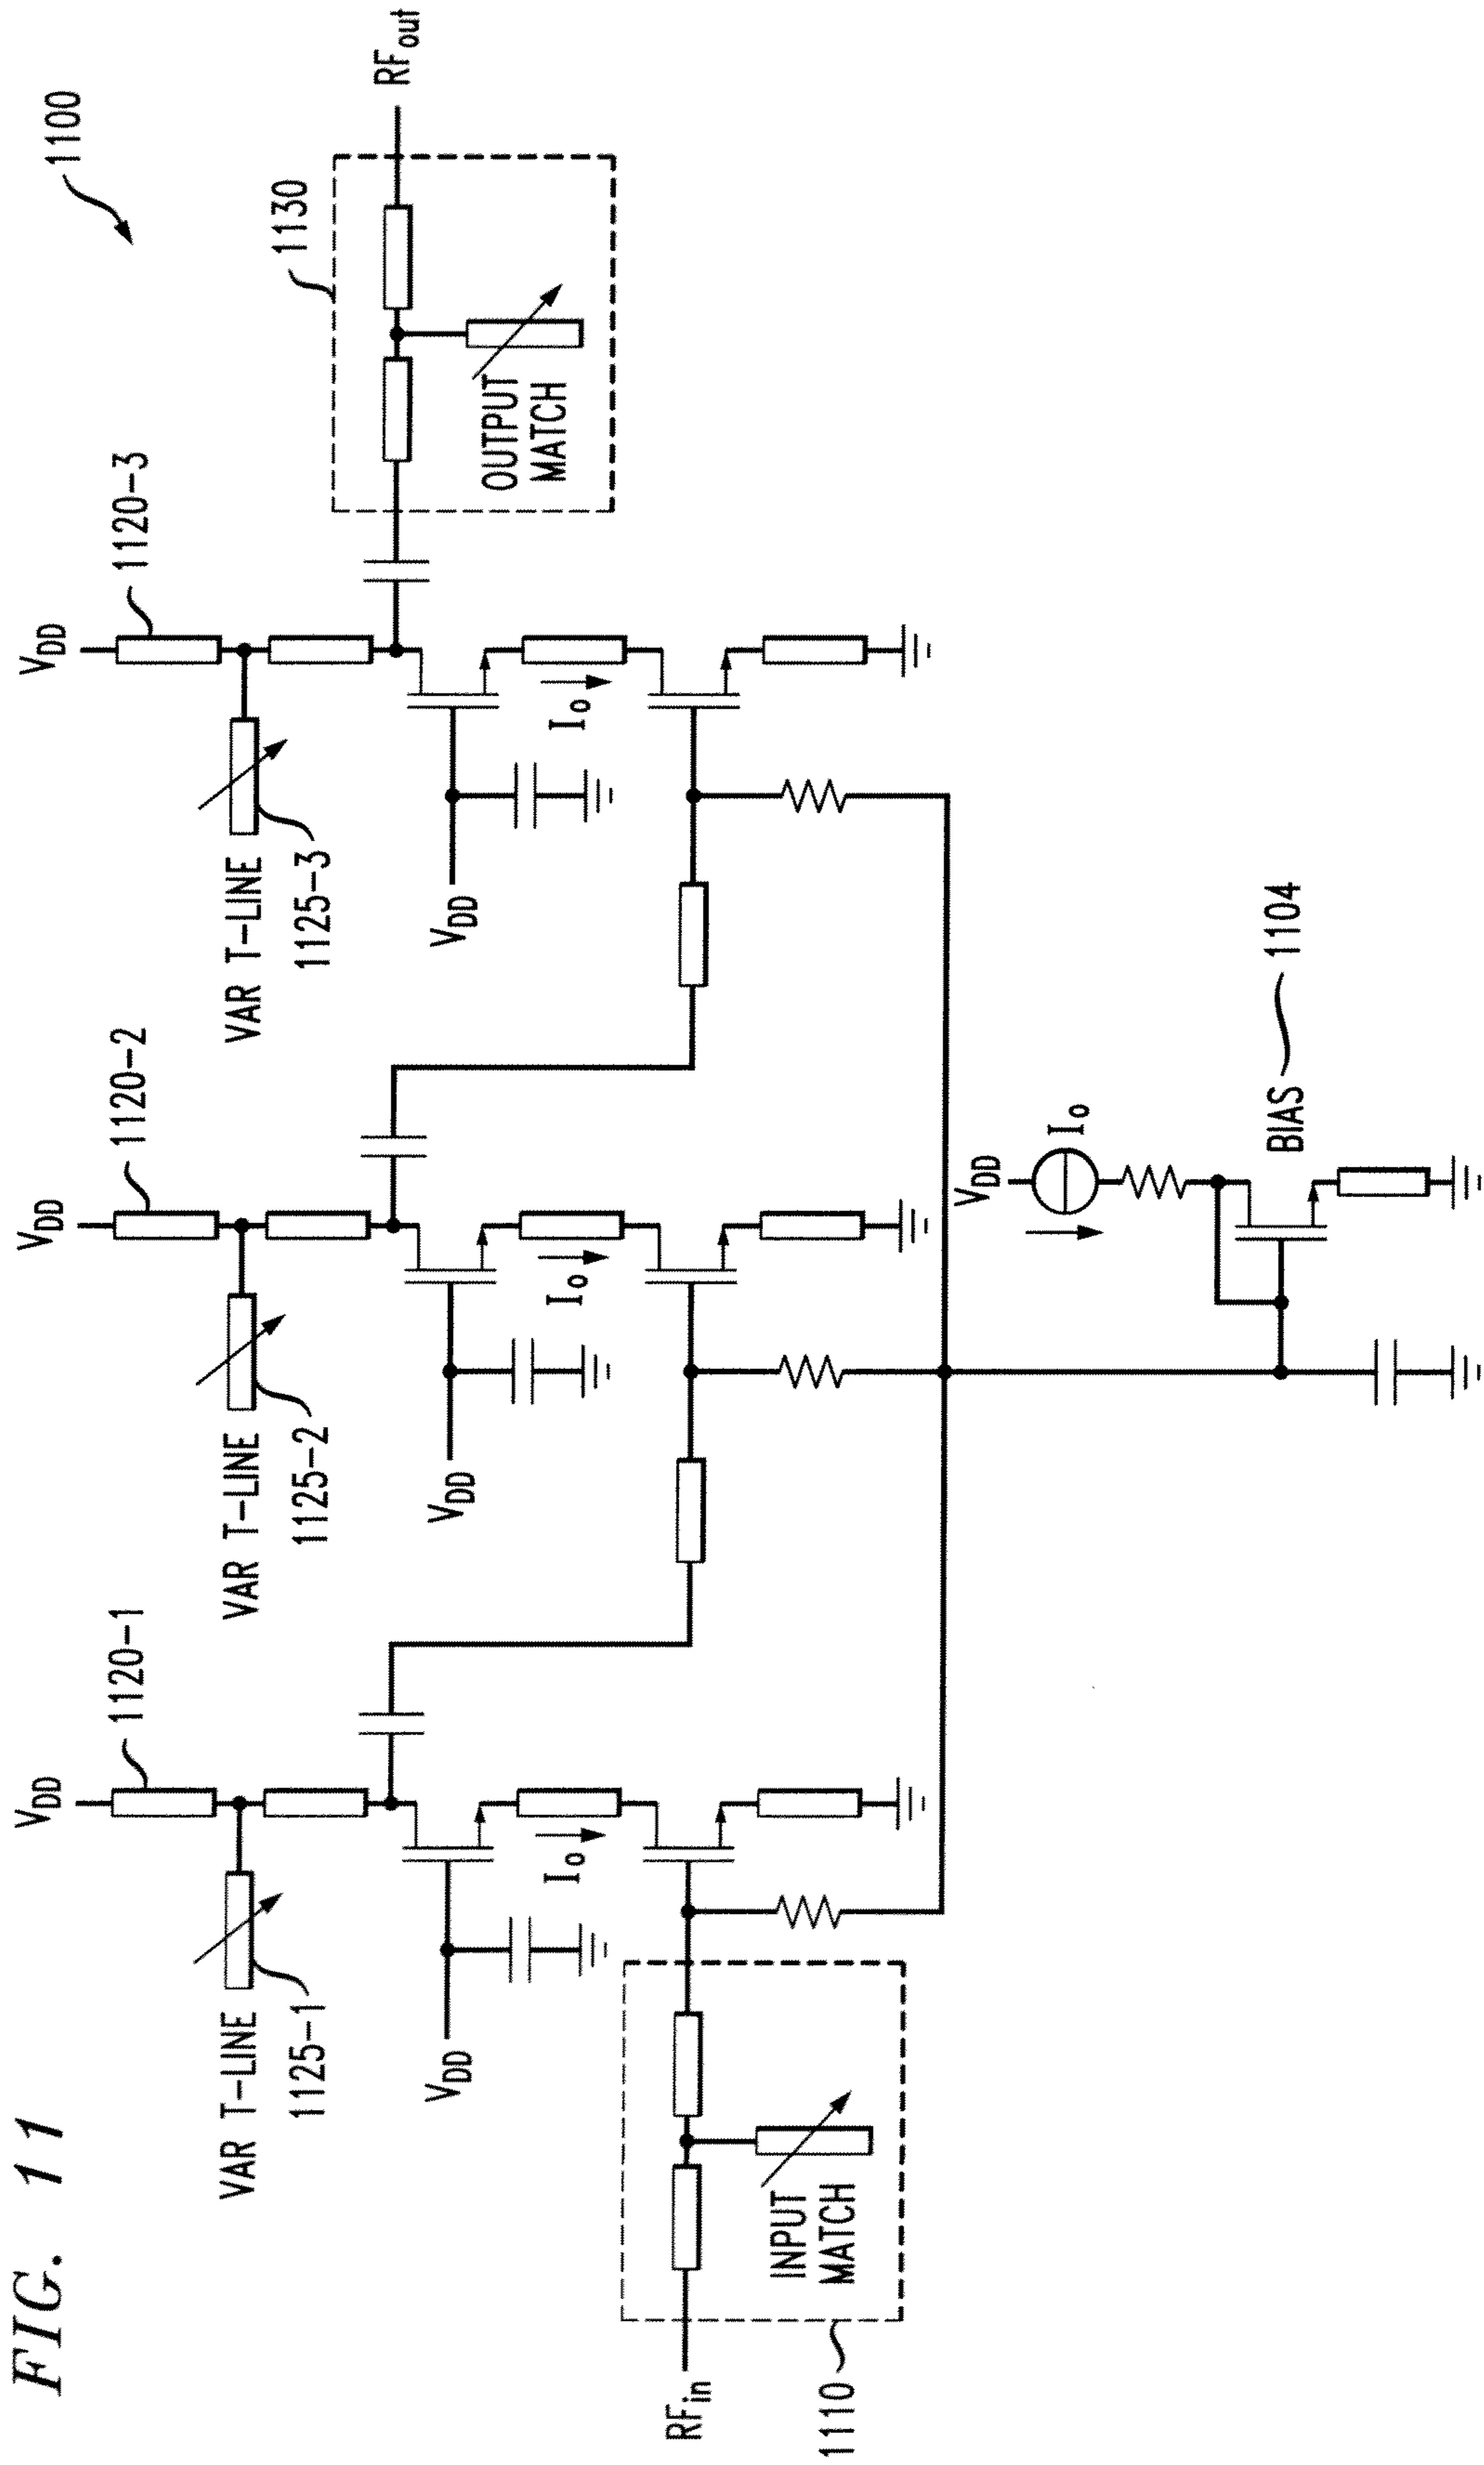 FIG. 11
1100
VDD
1120-1
VDD
1120-2
VDD
1120-3
VAR T-LINE
1125-1
VAR T-LINE
1125-2
VAR T-LINE
1125-3
1130
RFout
OUTPUT
MATCH
VDD
Io
VDD
Io
VDD
Io
RFin
INPUT
MATCH
1110
VDD
Io
BIAS
1104